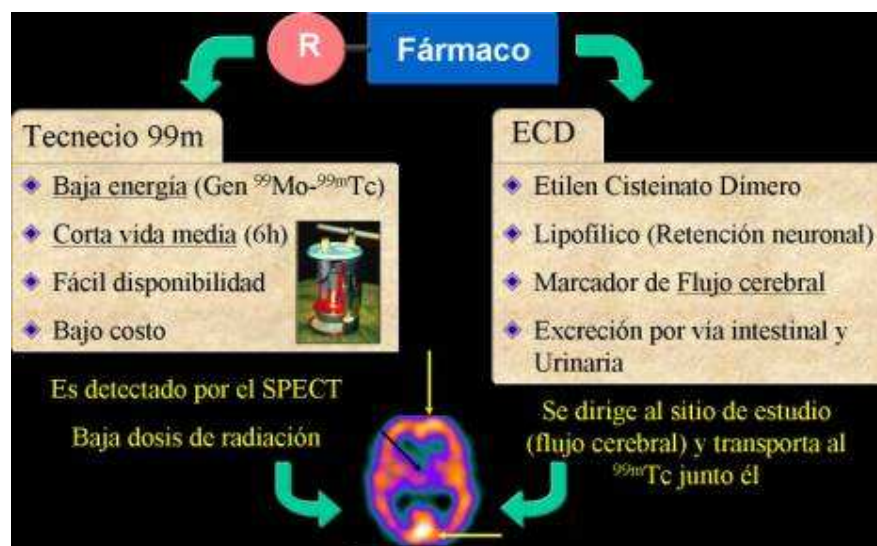 R Fármaco
Tecnecio 99m
Baja energía (Gen ⁹⁹Mo-⁹⁹ᵐTc)
Corta vida media (6h)
Fácil disponibilidad
Bajo costo
ECD
Etilen Cisteinato Dímero
Lipofílico (Retención neuronal)
Marcador de Flujo cerebral
Excreción por via intestinal y
Urinaria
Es detectado por el SPECT
Baja dosis de radiación
Se dirige al sitio de estudio
(flujo cerebral) y transporta al
⁹⁹ᵐTc junto él